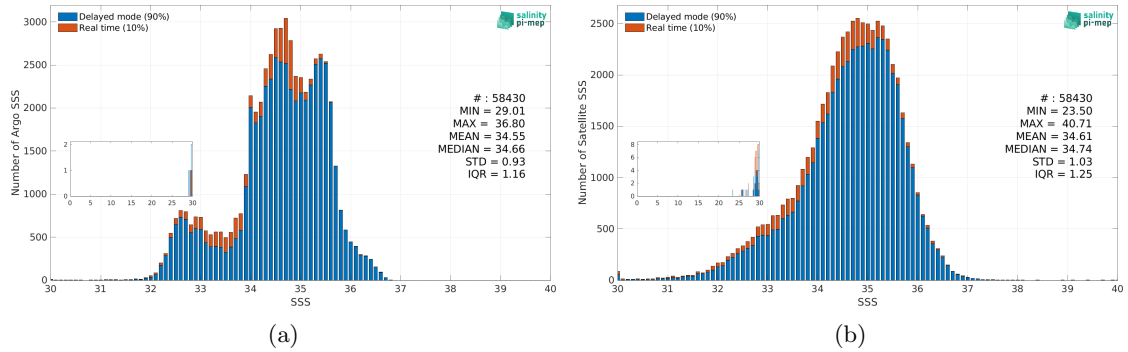 Delayed mode (90%)
Real time (10%)
salinity
pi-mep
# : 58430
MIN = 29.01
MAX = 36.80
MEAN = 34.55
MEDIAN = 34.66
STD = 0.93
IQR = 1.16
Number of Argo SSS
3000
2500
2000
1500
1000
500
0
2
1
0
5 10 15 20 25 30
30 31 32 33 34 35 36 37 38 39 40
SSS
(a)
Delayed mode (90%)
Real time (10%)
salinity
pi-mep
# : 58430
MIN = 23.50
MAX = 40.71
MEAN = 34.61
MEDIAN = 34.74
STD = 1.03
IQR = 1.25
Number of Satellite SSS
2500
2000
1500
1000
500
0
8
6
4
2
0
0 5 10 15 20 25 30
30 31 32 33 34 35 36 37 38 39 40
SSS
(b)